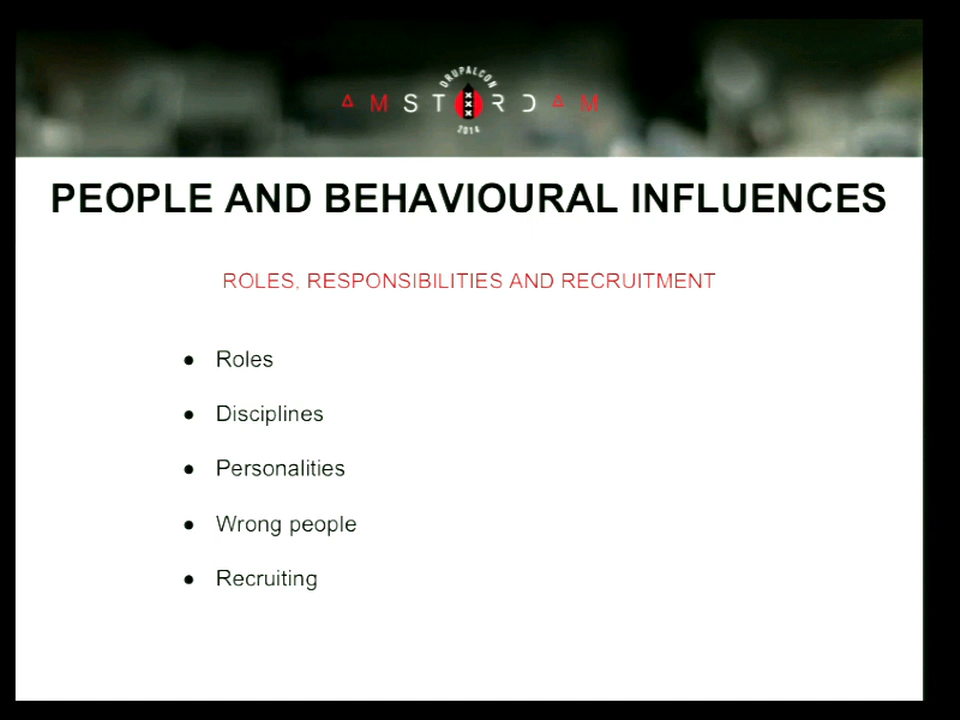 DRUPALCON
AMSTERDAM
2014
PEOPLE AND BEHAVIOURAL INFLUENCES
ROLES, RESPONSIBILITIES AND RECRUITMENT
● Roles
● Disciplines
● Personalities
● Wrong people
● Recruiting